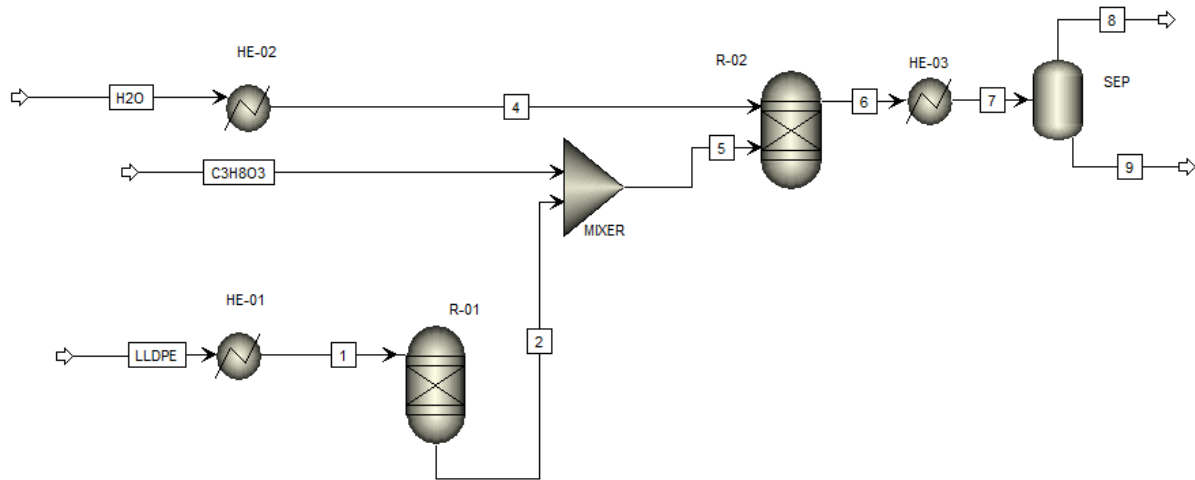 8
HE-02
R-02
HE-03
SEP
H2O
4
6
7
5
C3H8O3
9
MIXER
HE-01
R-01
LLDPE
1
2